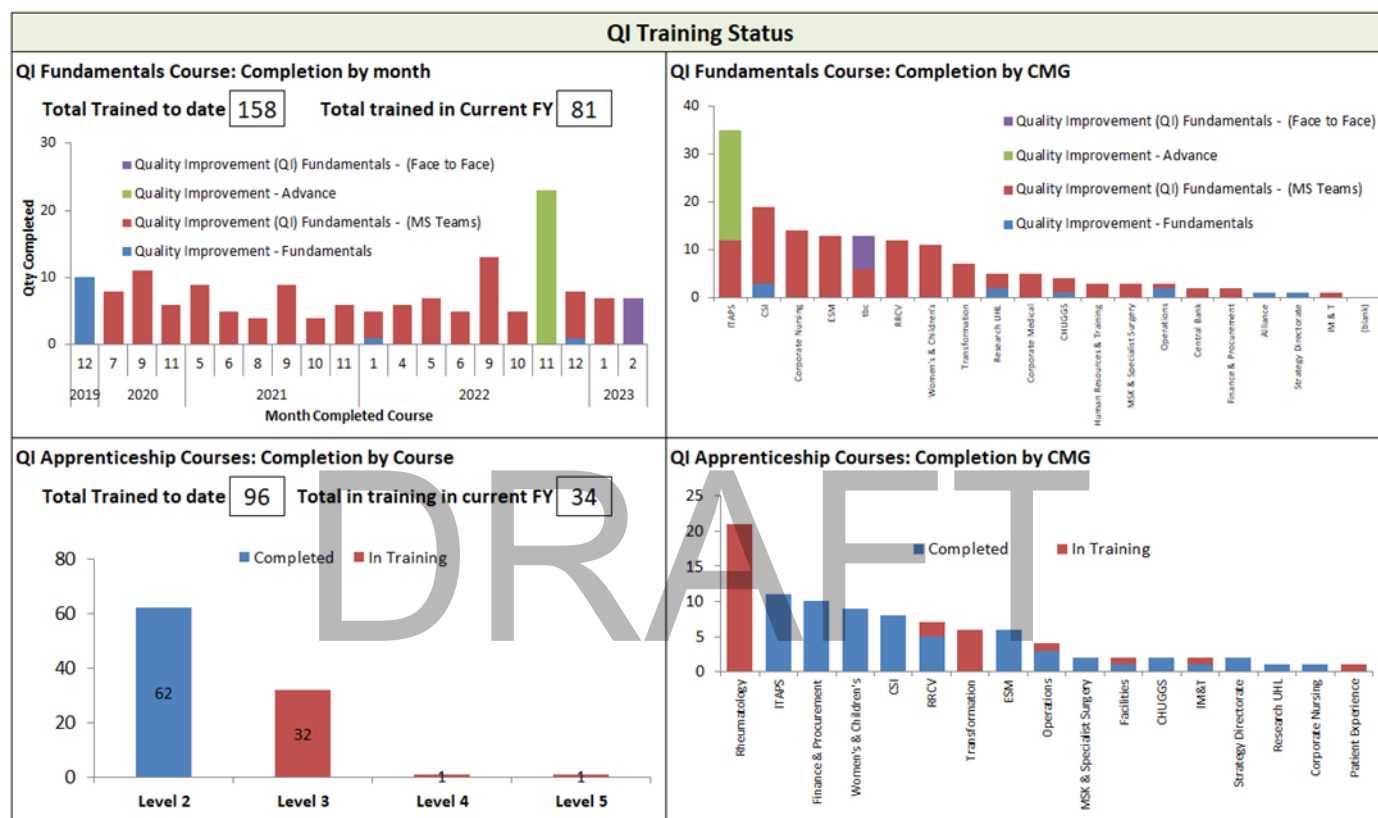 QI Training Status
QI Fundamentals Course: Completion by month
Total Trained to date 158 Total trained in Current FY 81
30
20
10
0
Qty Completed
Quality Improvement (QI) Fundamentals - (Face to Face)
Quality Improvement - Advance
Quality Improvement (QI) Fundamentals - (MS Teams)
Quality Improvement - Fundamentals
12 7 9 11 5 6 8 9 10 11 1 4 5 6 9 10 11 12 1 2
2019 2020 2021 2022 2023
Month Completed Course
QI Fundamentals Course: Completion by CMG
40
30
20
10
0
Quality Improvement (QI) Fundamentals - (Face to Face)
Quality Improvement - Advance
Quality Improvement (QI) Fundamentals - (MS Teams)
Quality Improvement - Fundamentals
ITAPS
CSI
Corporate Nursing
ESM
tbc
RRCV
Women's & Children's
Transformation
Research UHL
Corporate Medical
CHUGGS
Human Resources & Training
MSK & Specialist Surgery
Operations
Central Bank
Finance & Procurement
Alliance
Strategy Directorate
IM & T
(blank)
QI Apprenticeship Courses: Completion by Course
Total Trained to date 96 Total in training in current FY 34
80
60
40
20
0
Completed In Training
62
32
1
1
Level 2 Level 3 Level 4 Level 5
QI Apprenticeship Courses: Completion by CMG
25
20
15
10
5
0
Completed In Training
Rheumatology
ITAPS
Finance & Procurement
Women's & Children's
CSI
RRCV
Transformation
ESM
Operations
MSK & Specialist Surgery
Facilities
CHUGGS
IM&T
Strategy Directorate
Research UHL
Corporate Nursing
Patient Experience
DRAFT